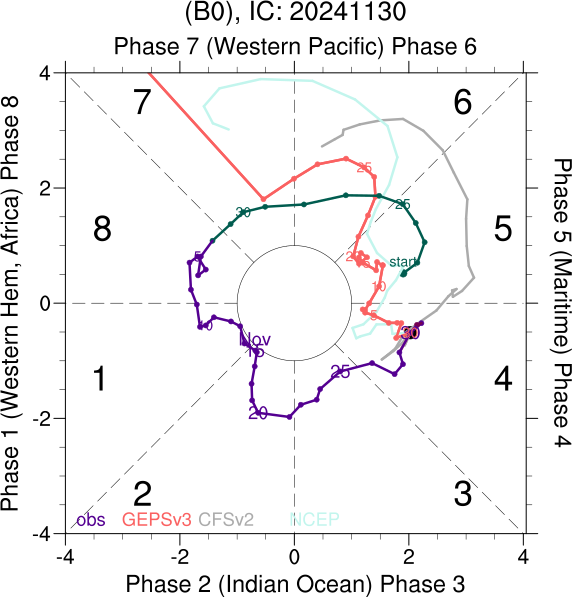 (B0), IC: 20241130
Phase 7 (Western Pacific) Phase 6
Phase 1 (Western Hem, Africa) Phase 8
Phase 5 (Maritime) Phase 4
4
2
0
-2
-4
7
6
8
5
1
4
2
3
25
25
30
start
5
10
5
30
10
Nov
15
25
20
obs
GEPSv3
CFSv2
NCEP
-4
-2
0
2
4
Phase 2 (Indian Ocean) Phase 3